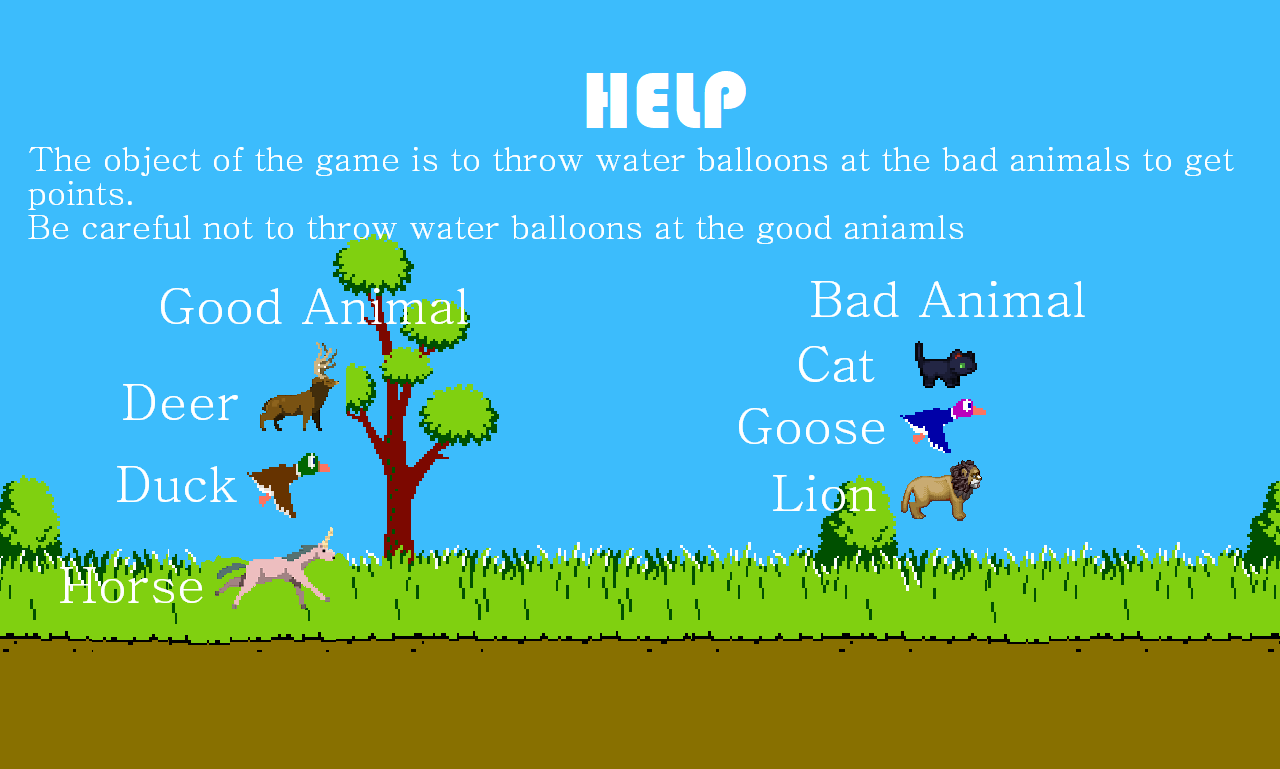 HELP
The object of the game is to throw water balloons at the bad animals to get
points.
Be careful not to throw water balloons at the good aniamls
Good Animal
Deer
Duck
Horse
Bad Animal
Cat
Goose
Lion